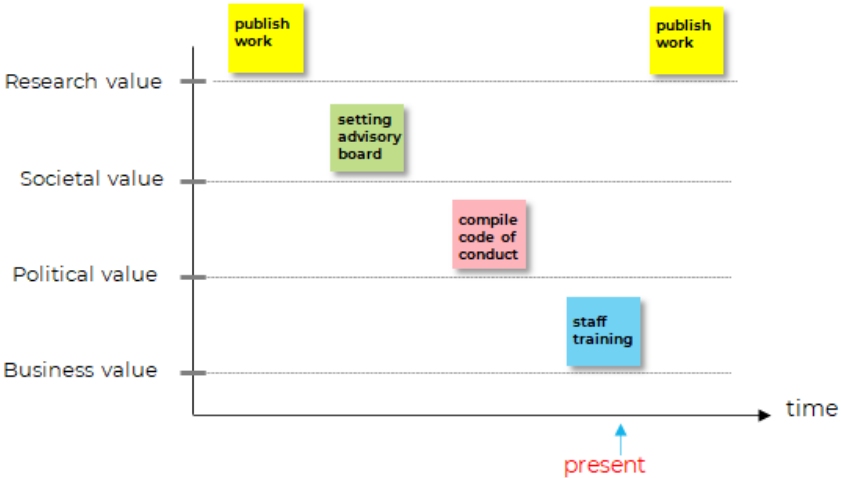 publish
work
publish
work
Research value
setting
advisory
board
Societal value
compile
code of
conduct
Political value
staff
training
Business value
time
present